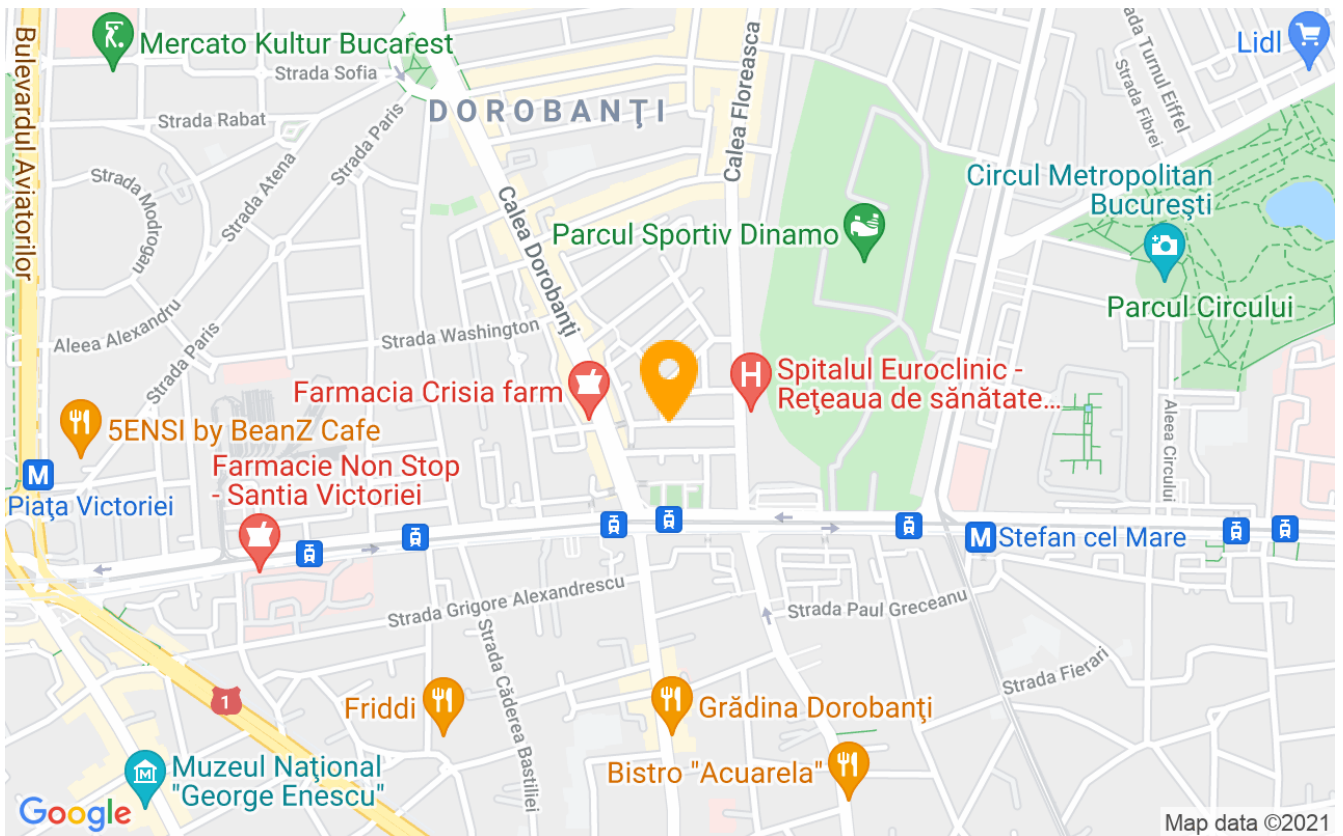 Bulevardul Aviatorilor
Mercato Kultur Bucarest
Strada Sofia
Strada Rabat
Strada Paris
Strada Atena
Strada Modrogan
DOROBANŢI
Calea Floreasca
Strada Turnul Eiffel
Strada Fibrei
Lidl
Circul Metropolitan
Bucureşti
Parcul Sportiv Dinamo
Calea Dorobanţi
Parcul Circului
Aleea Alexandru
Strada Paris
Strada Washington
Farmacia Crisia farm
H
Spitalul Euroclinic -
Reţeaua de sănătate...
5ENSI by BeanZ Cafe
Farmacie Non Stop
- Santia Victoriei
Aleea Circului
M
Piaţa Victoriei
M Stefan cel Mare
Strada Grigore Alexandrescu
Strada Paul Greceanu
Strada Căderea Bastiliei
Strada Fierari
1
Friddi
Grădina Dorobanţi
Muzeul Naţional
"George Enescu"
M
Bistro "Acuarela"
Google
Map data ©2021